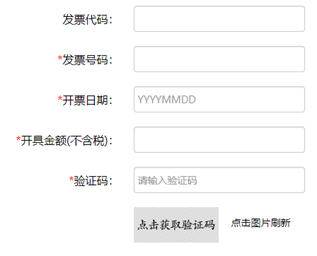 发票代码：
*发票号码：
*开票日期： YYYYMMDD
*开具金额(不含税)：
*验证码： 请输入验证码
点击获取验证码 点击图片刷新